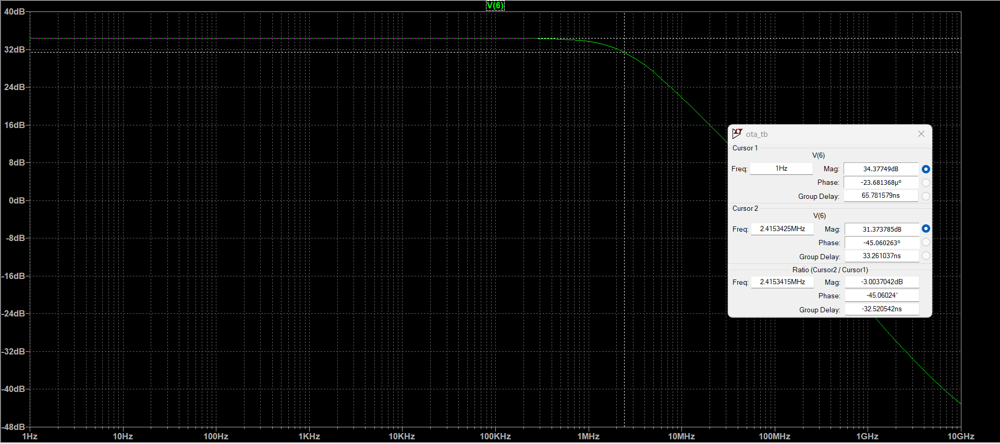 V(6)
40dB
32dB
24dB
16dB
8dB
0dB
-8dB
-16dB
-24dB
-32dB
-40dB
-48dB
1Hz 10Hz 100Hz 1KHz 10KHz 100KHz 1MHz 10MHz 100MHz 1GHz 10GHz
ota_tb
Cursor 1
V(6)
Freq: 1Hz Mag: 34.37749dB
Phase: -23.681368µº
Group Delay: 65.781579ns
Cursor 2
V(6)
Freq: 2.4153425MHz Mag: 31.373785dB
Phase: -45.060263º
Group Delay: 33.261037ns
Ratio (Cursor2 / Cursor1)
Freq: 2.4153415MHz Mag: -3.0037042dB
Phase: -45.06024°
Group Delay: -32.520542ns